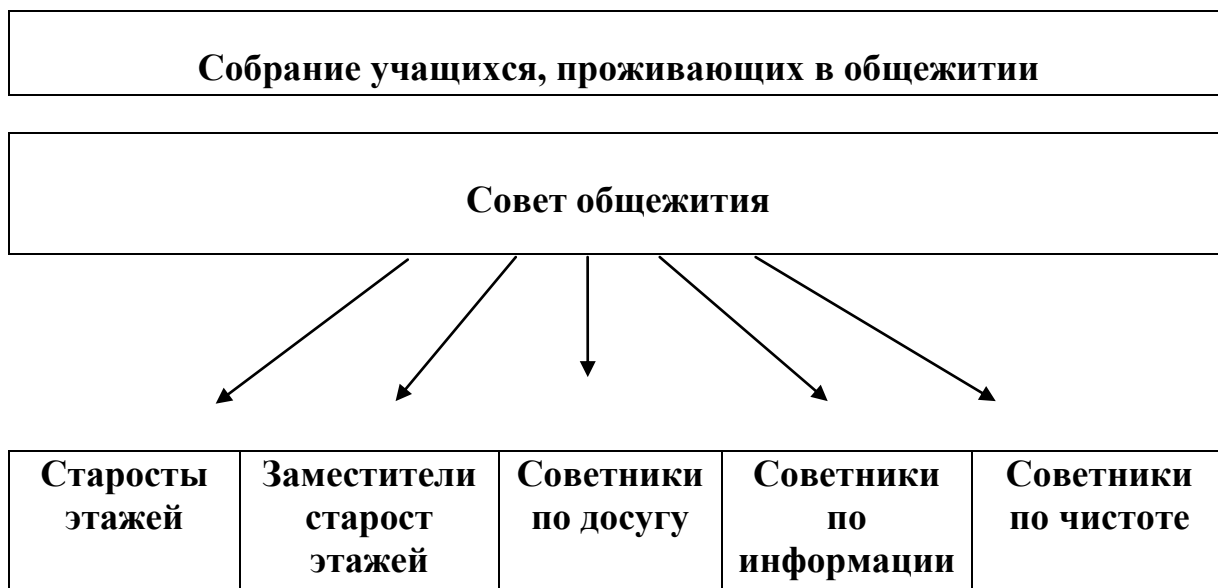 Собрание учащихся, проживающих в общежитии
Совет общежития
Старосты
этажей
Заместители
старост
этажей
Советники
по досугу
Советники
по
информации
Советники
по чистоте